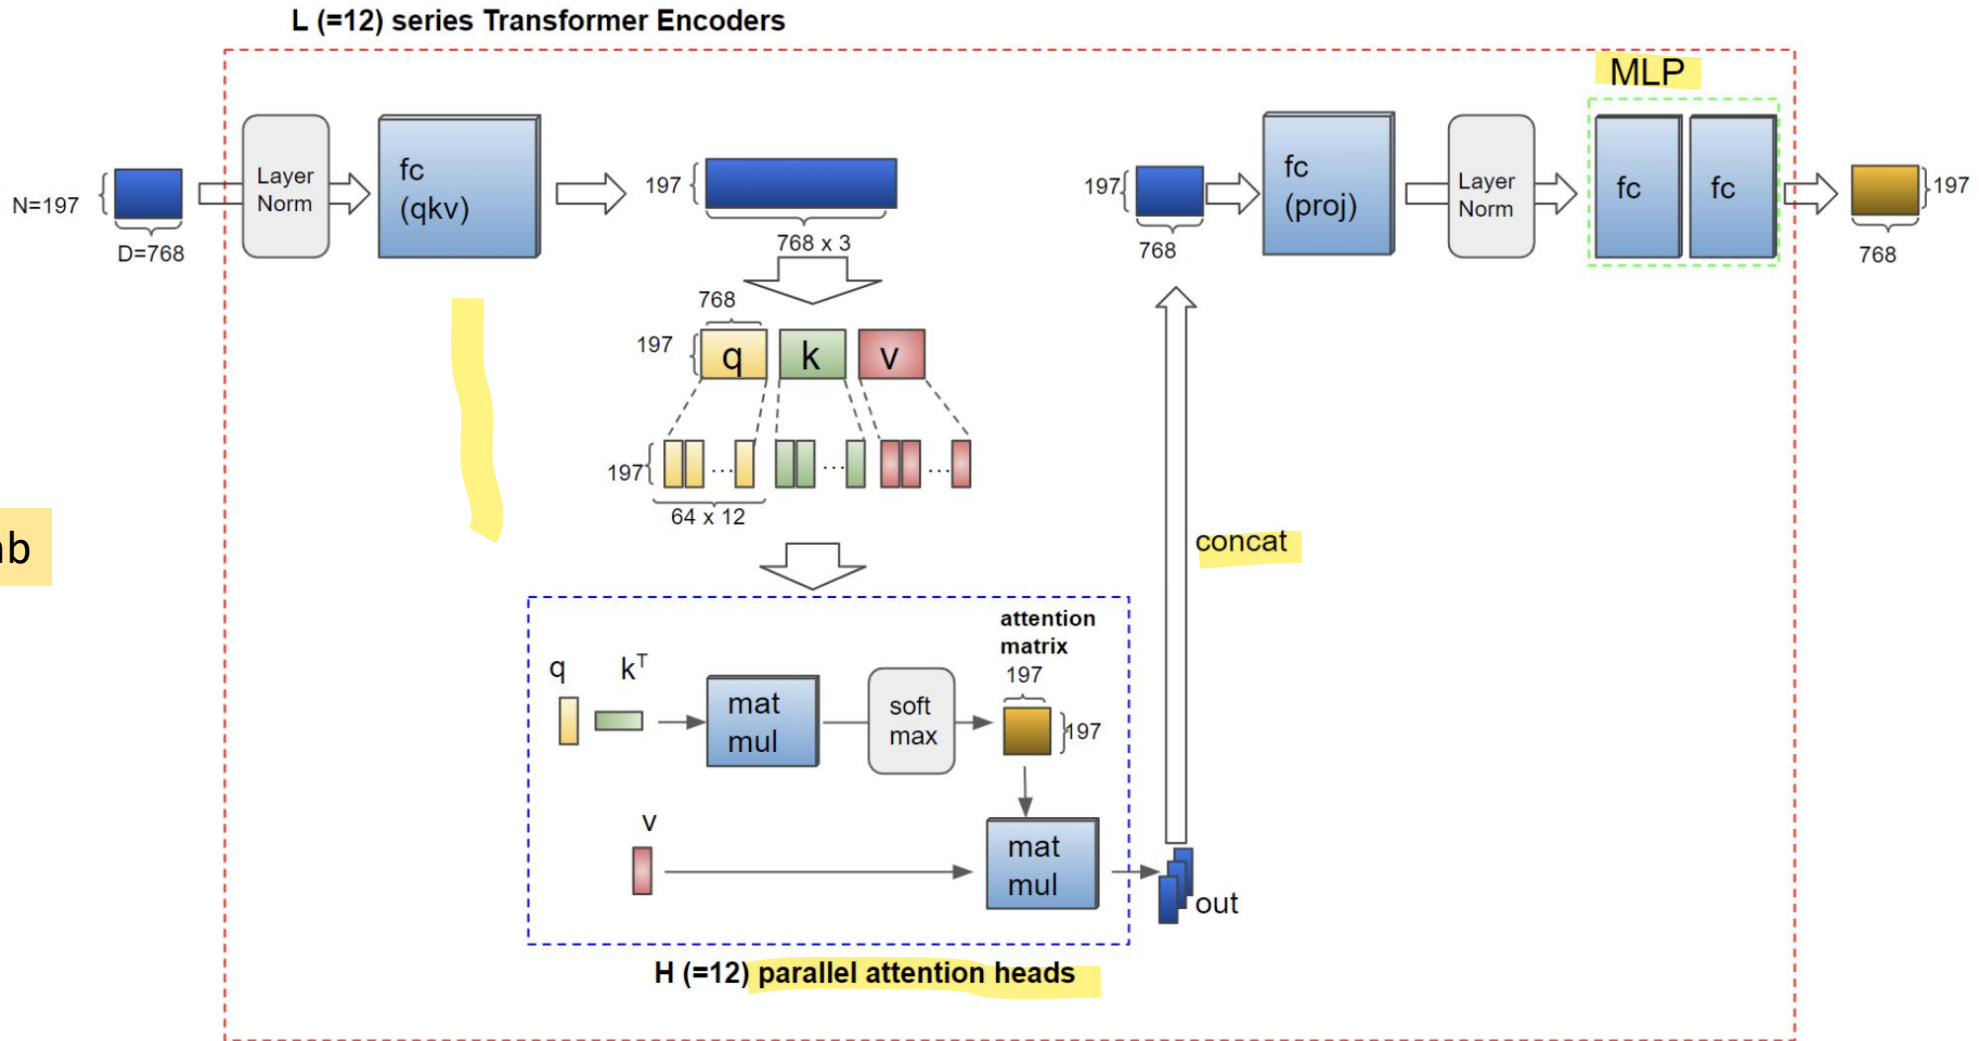 L (=12) series Transformer Encoders
MLP
N=197
D=768
Layer
Norm
fc
(qkv)
197
768 x 3
197
768
fc
(proj)
Layer
Norm
fc
fc
197
768
768
197
q
k
v
197
64 x 12
concat
q
kᵀ
mat
mul
soft
max
attention
matrix
197
197
v
mat
mul
out
H (=12) parallel attention heads